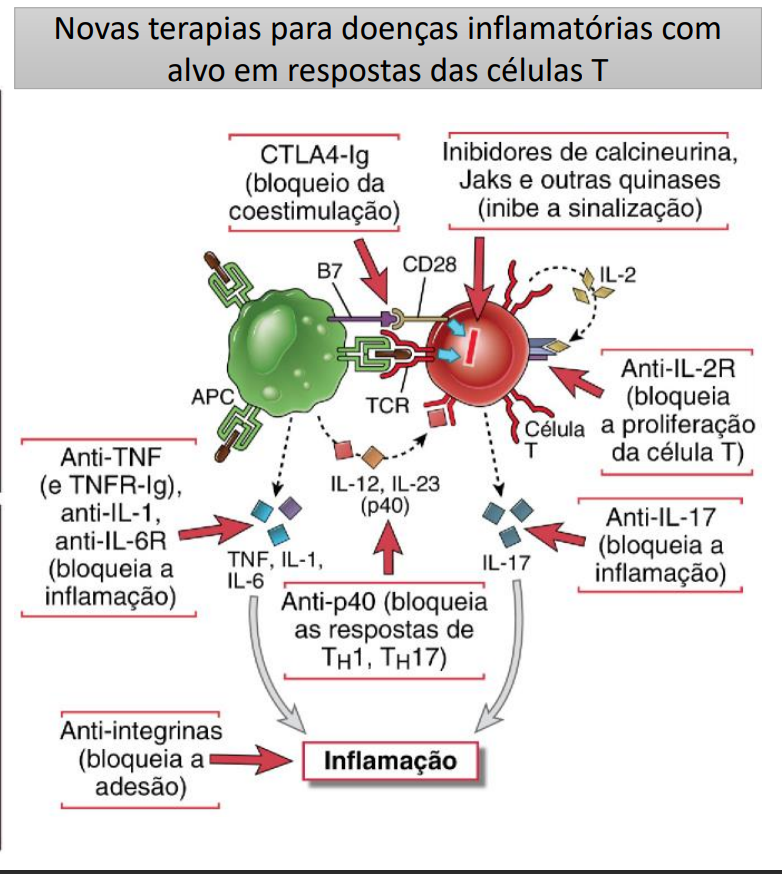 Novas terapias para doenças inflamatórias com
alvo em respostas das células T
CTLA4-Ig
(bloqueio da
coestimulação)
Inibidores de calcineurina,
Jaks e outras quinases
(inibe a sinalização)
B7
CD28
IL-2
APC
TCR
Célula
T
Anti-IL-2R
(bloqueia
a proliferação
da célula T)
Anti-TNF
(e TNFR-Ig),
anti-IL-1,
anti-IL-6R
(bloqueia a
inflamação)
TNF, IL-1,
IL-6
IL-12, IL-23
(p40)
IL-17
Anti-IL-17
(bloqueia a
inflamação)
Anti-p40 (bloqueia
as respostas de
TH1, TH17)
Anti-integrinas
(bloqueia a
adesão)
Inflamação